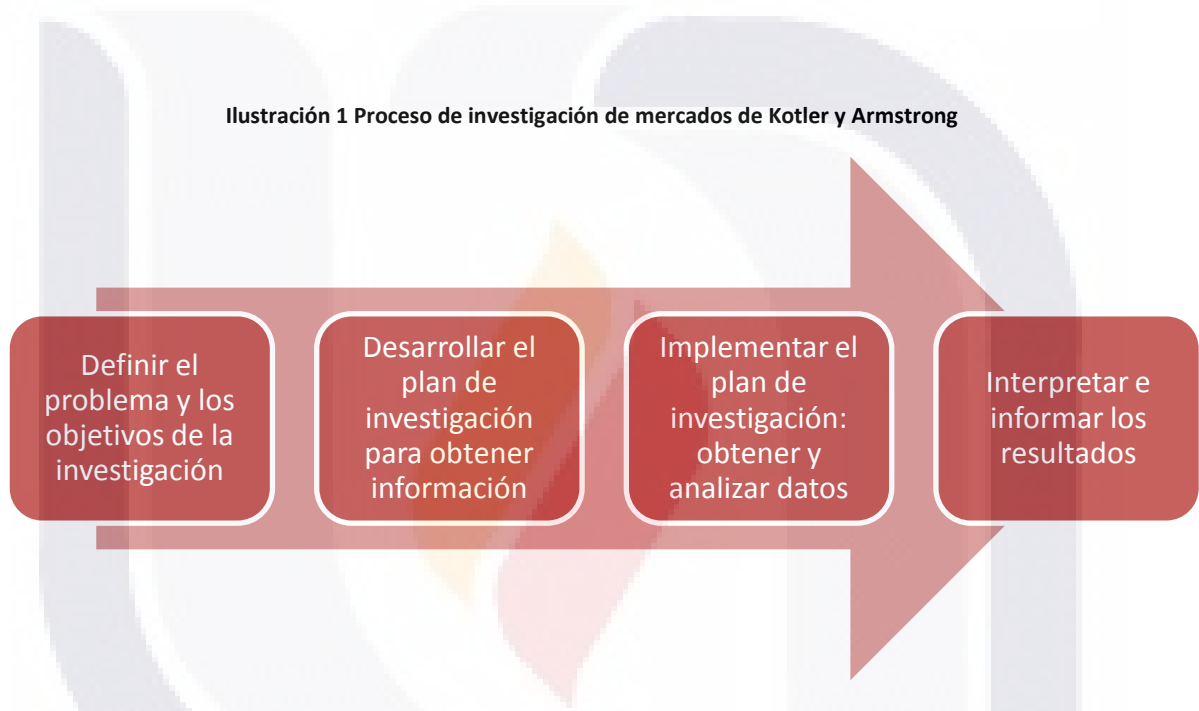 Ilustración 1 Proceso de investigación de mercados de Kotler y Armstrong
Definir el
problema y los
objetivos de la
investigación
Desarrollar el
plan de
investigación
para obtener
información
Implementar el
plan de
investigación:
obtener y
analizar datos
Interpretar e
informar los
resultados